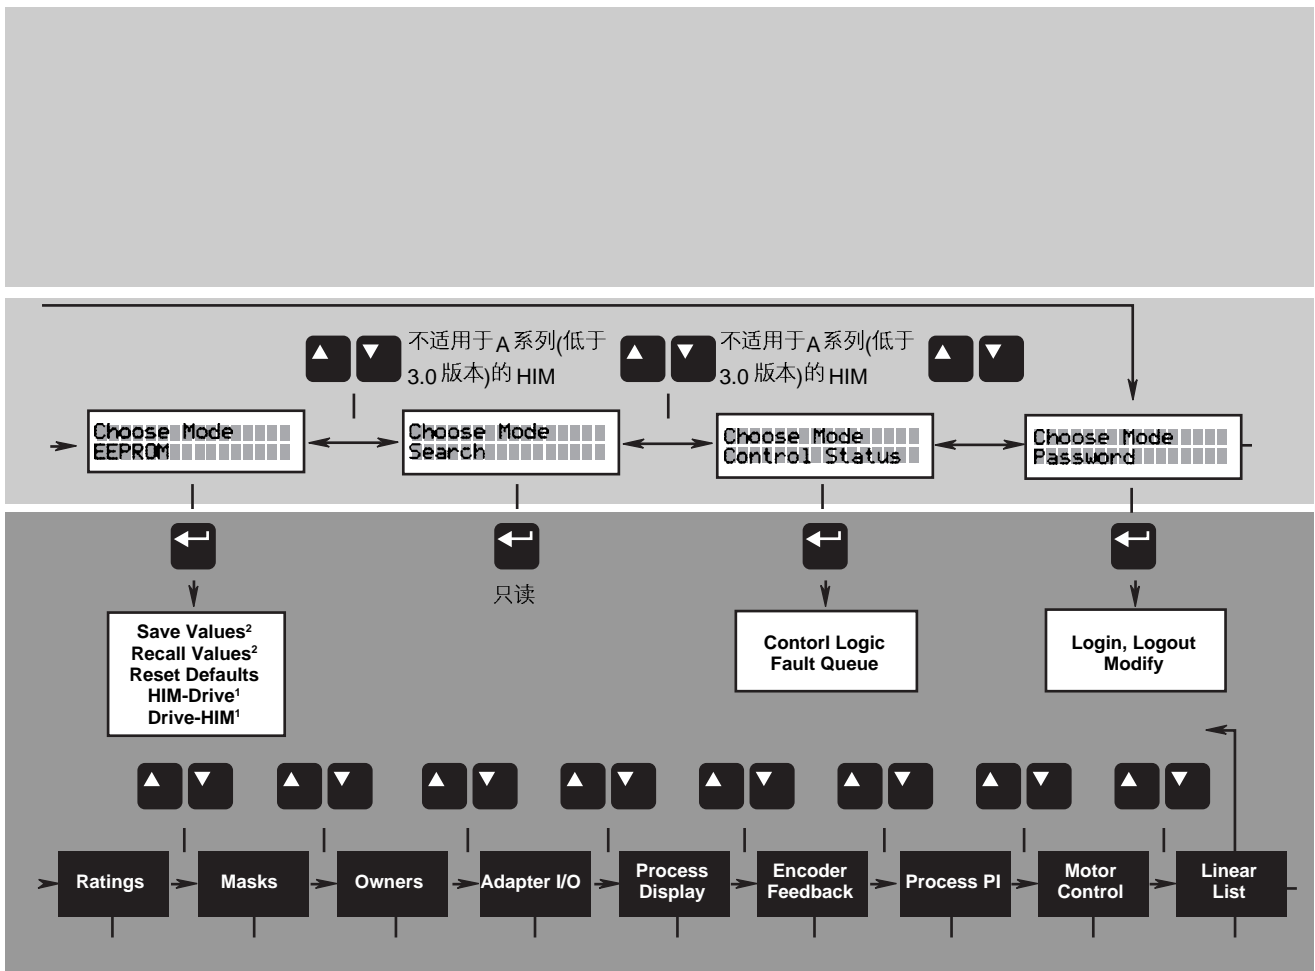 不适用于A 系列(低于
3.0 版本)的 HIM
不适用于A 系列(低于
3.0 版本)的 HIM
Choose Mode
EEPROM
Choose Mode
Search
Choose Mode
Control Status
Choose Mode
Password
只读
Save Values²
Recall Values²
Reset Defaults
HIM-Drive¹
Drive-HIM¹
Contorl Logic
Fault Queue
Login, Logout
Modify
Ratings
Masks
Owners
Adapter I/O
Process
Display
Encoder
Feedback
Process PI
Motor
Control
Linear
List